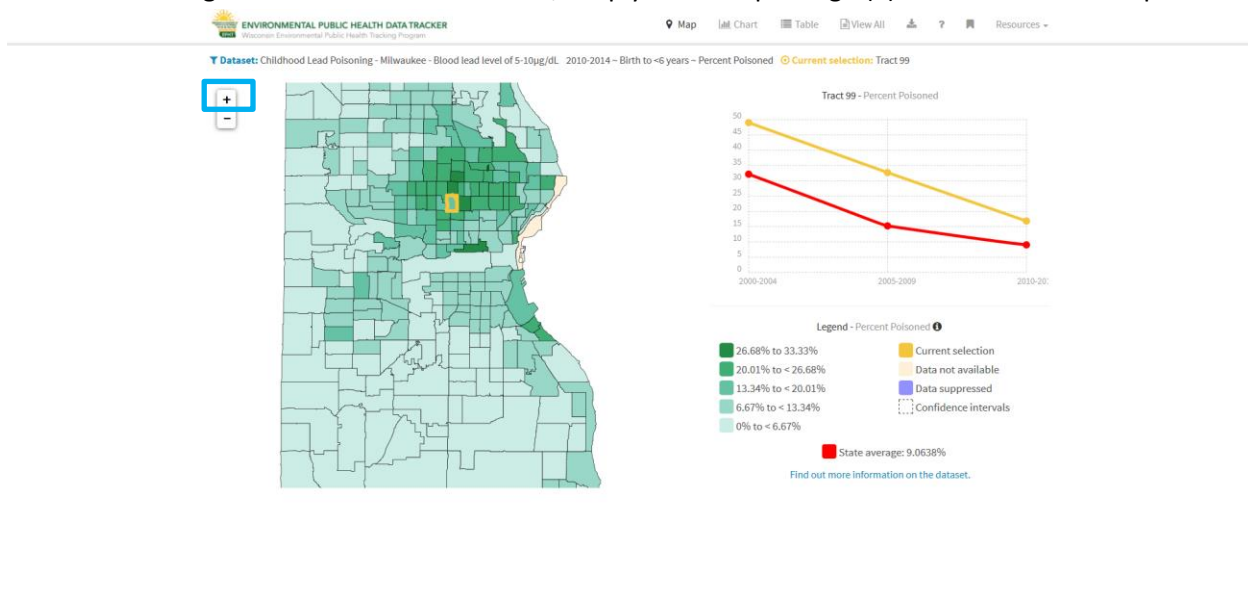 ENVIRONMENTAL PUBLIC HEALTH DATA TRACKER
Wisconsin Environmental Public Health Tracking Program
Map Chart Table View All ? Resources
Dataset: Childhood Lead Poisoning - Milwaukee - Blood lead level of 5-10µg/dL 2010-2014 ~ Birth to <6 years ~ Percent Poisoned Current selection: Tract 99
+
−
Tract 99 - Percent Poisoned
50
45
40
35
30
25
20
15
10
5
0
2000-2004 2005-2009 2010-20
Legend - Percent Poisoned
26.68% to 33.33% Current selection
20.01% to < 26.68% Data not available
13.34% to < 20.01% Data suppressed
6.67% to < 13.34% Confidence intervals
0% to < 6.67%
State average: 9.0638%
Find out more information on the dataset.